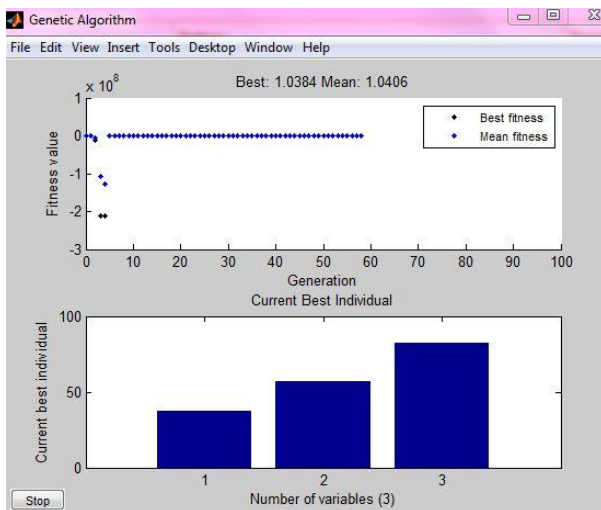 Genetic Algorithm
File Edit View Insert Tools Desktop Window Help
x 10^8
Best: 1.0384 Mean: 1.0406
1
0
-1
-2
-3
Fitness value
Best fitness
Mean fitness
0 10 20 30 40 50 60 70 80 90 100
Generation
Current Best Individual
100
50
0
Current best individual
1 2 3
Number of variables (3)
Stop